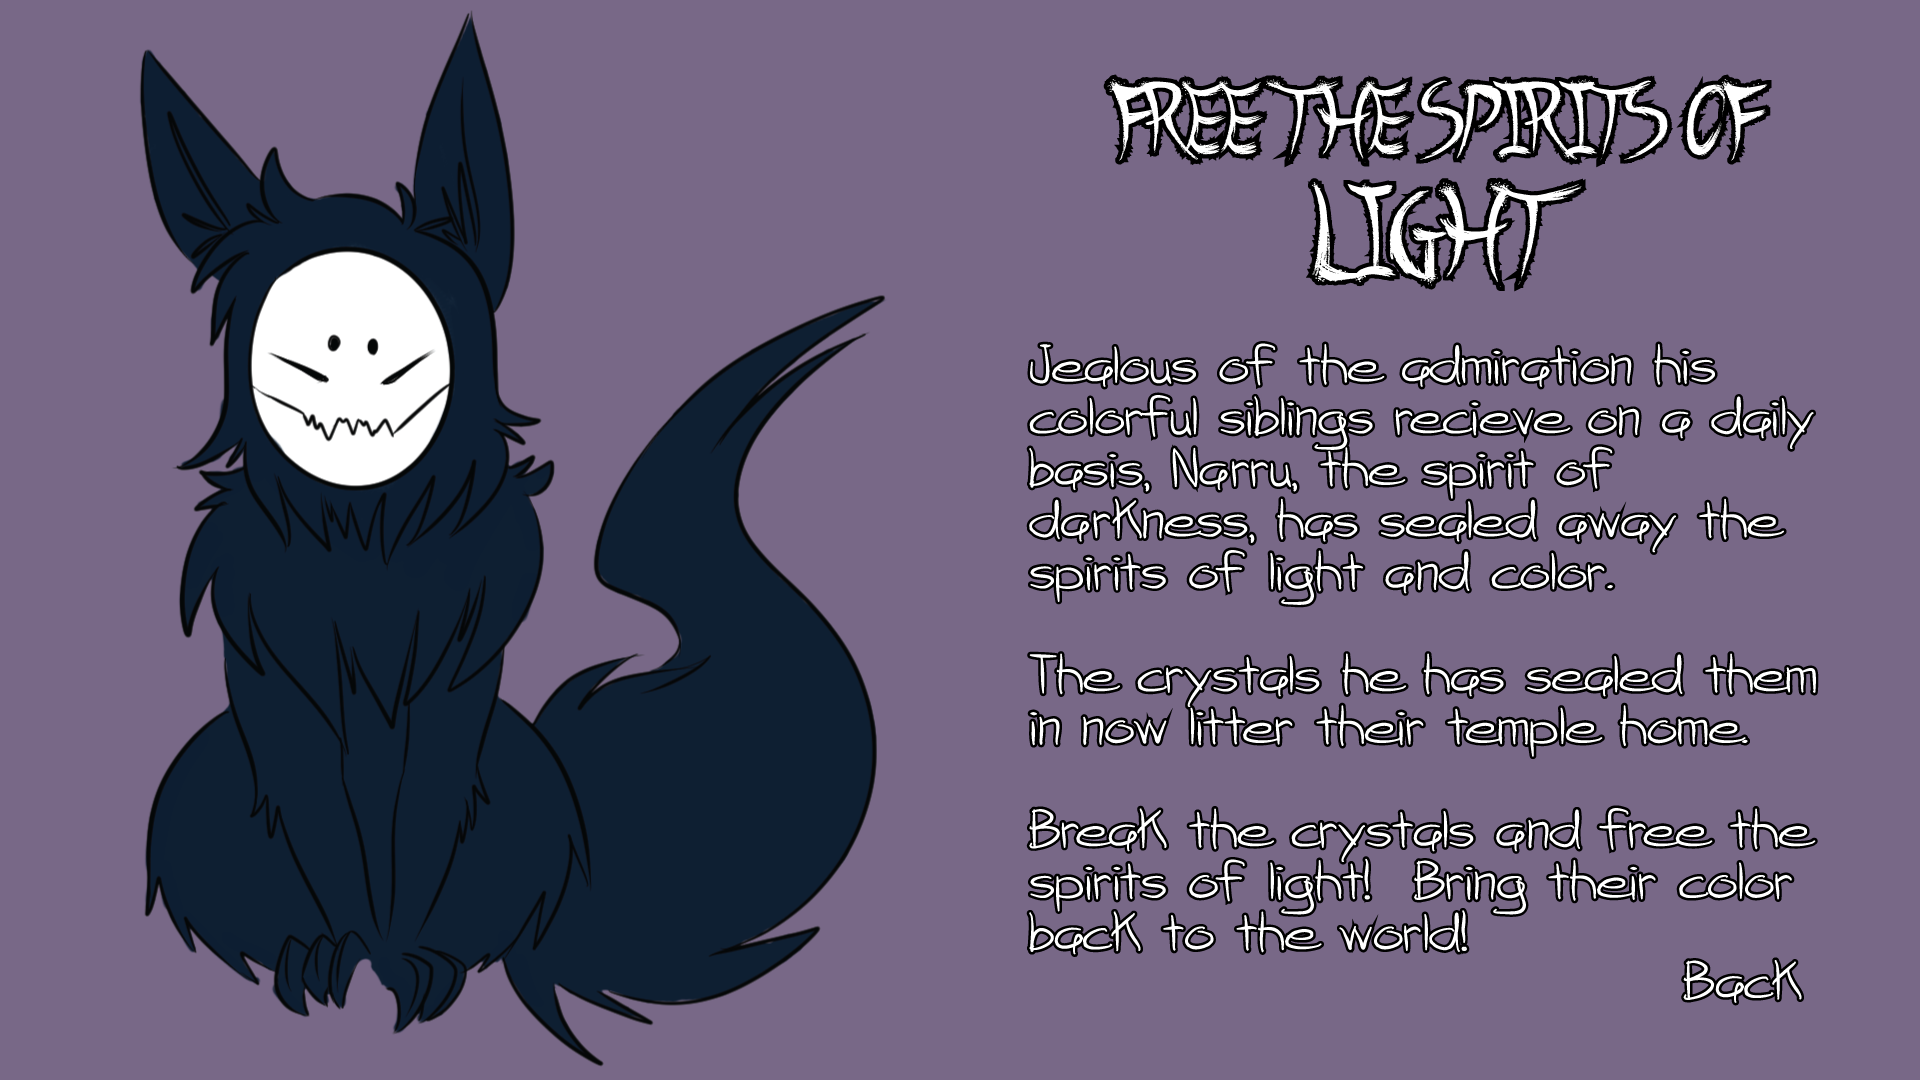 FREE THE SPIRITS OF
LIGHT
Jealous of the admiration his
colorful siblings recieve on a daily
basis, Narru, the spirit of
darkness, has sealed away the
spirits of light and color.
The crystals he has sealed them
in now litter their temple home.
Break the crystals and free the
spirits of light!  Bring their color
back to the world!
Back